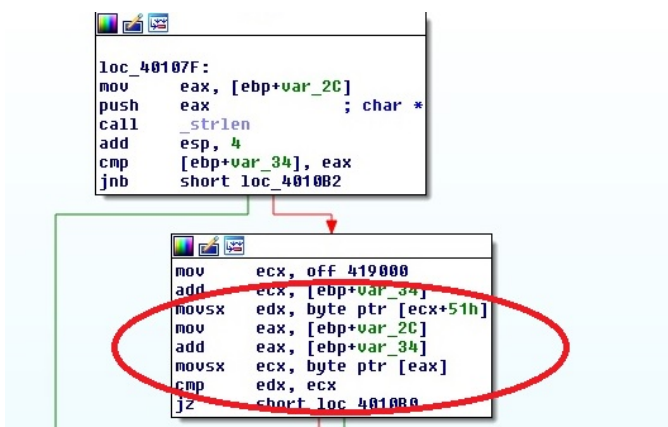 loc_40107F:
mov eax, [ebp+var_2C]
push eax ; char *
call _strlen
add esp, 4
cmp [ebp+var_34], eax
jnb short loc_4010B2
mov ecx, off_419000
add ecx, [ebp+var_34]
movsx edx, byte ptr [ecx+51h]
mov eax, [ebp+var_2C]
add eax, [ebp+var_34]
movsx ecx, byte ptr [eax]
cmp edx, ecx
jz short loc_4010B0